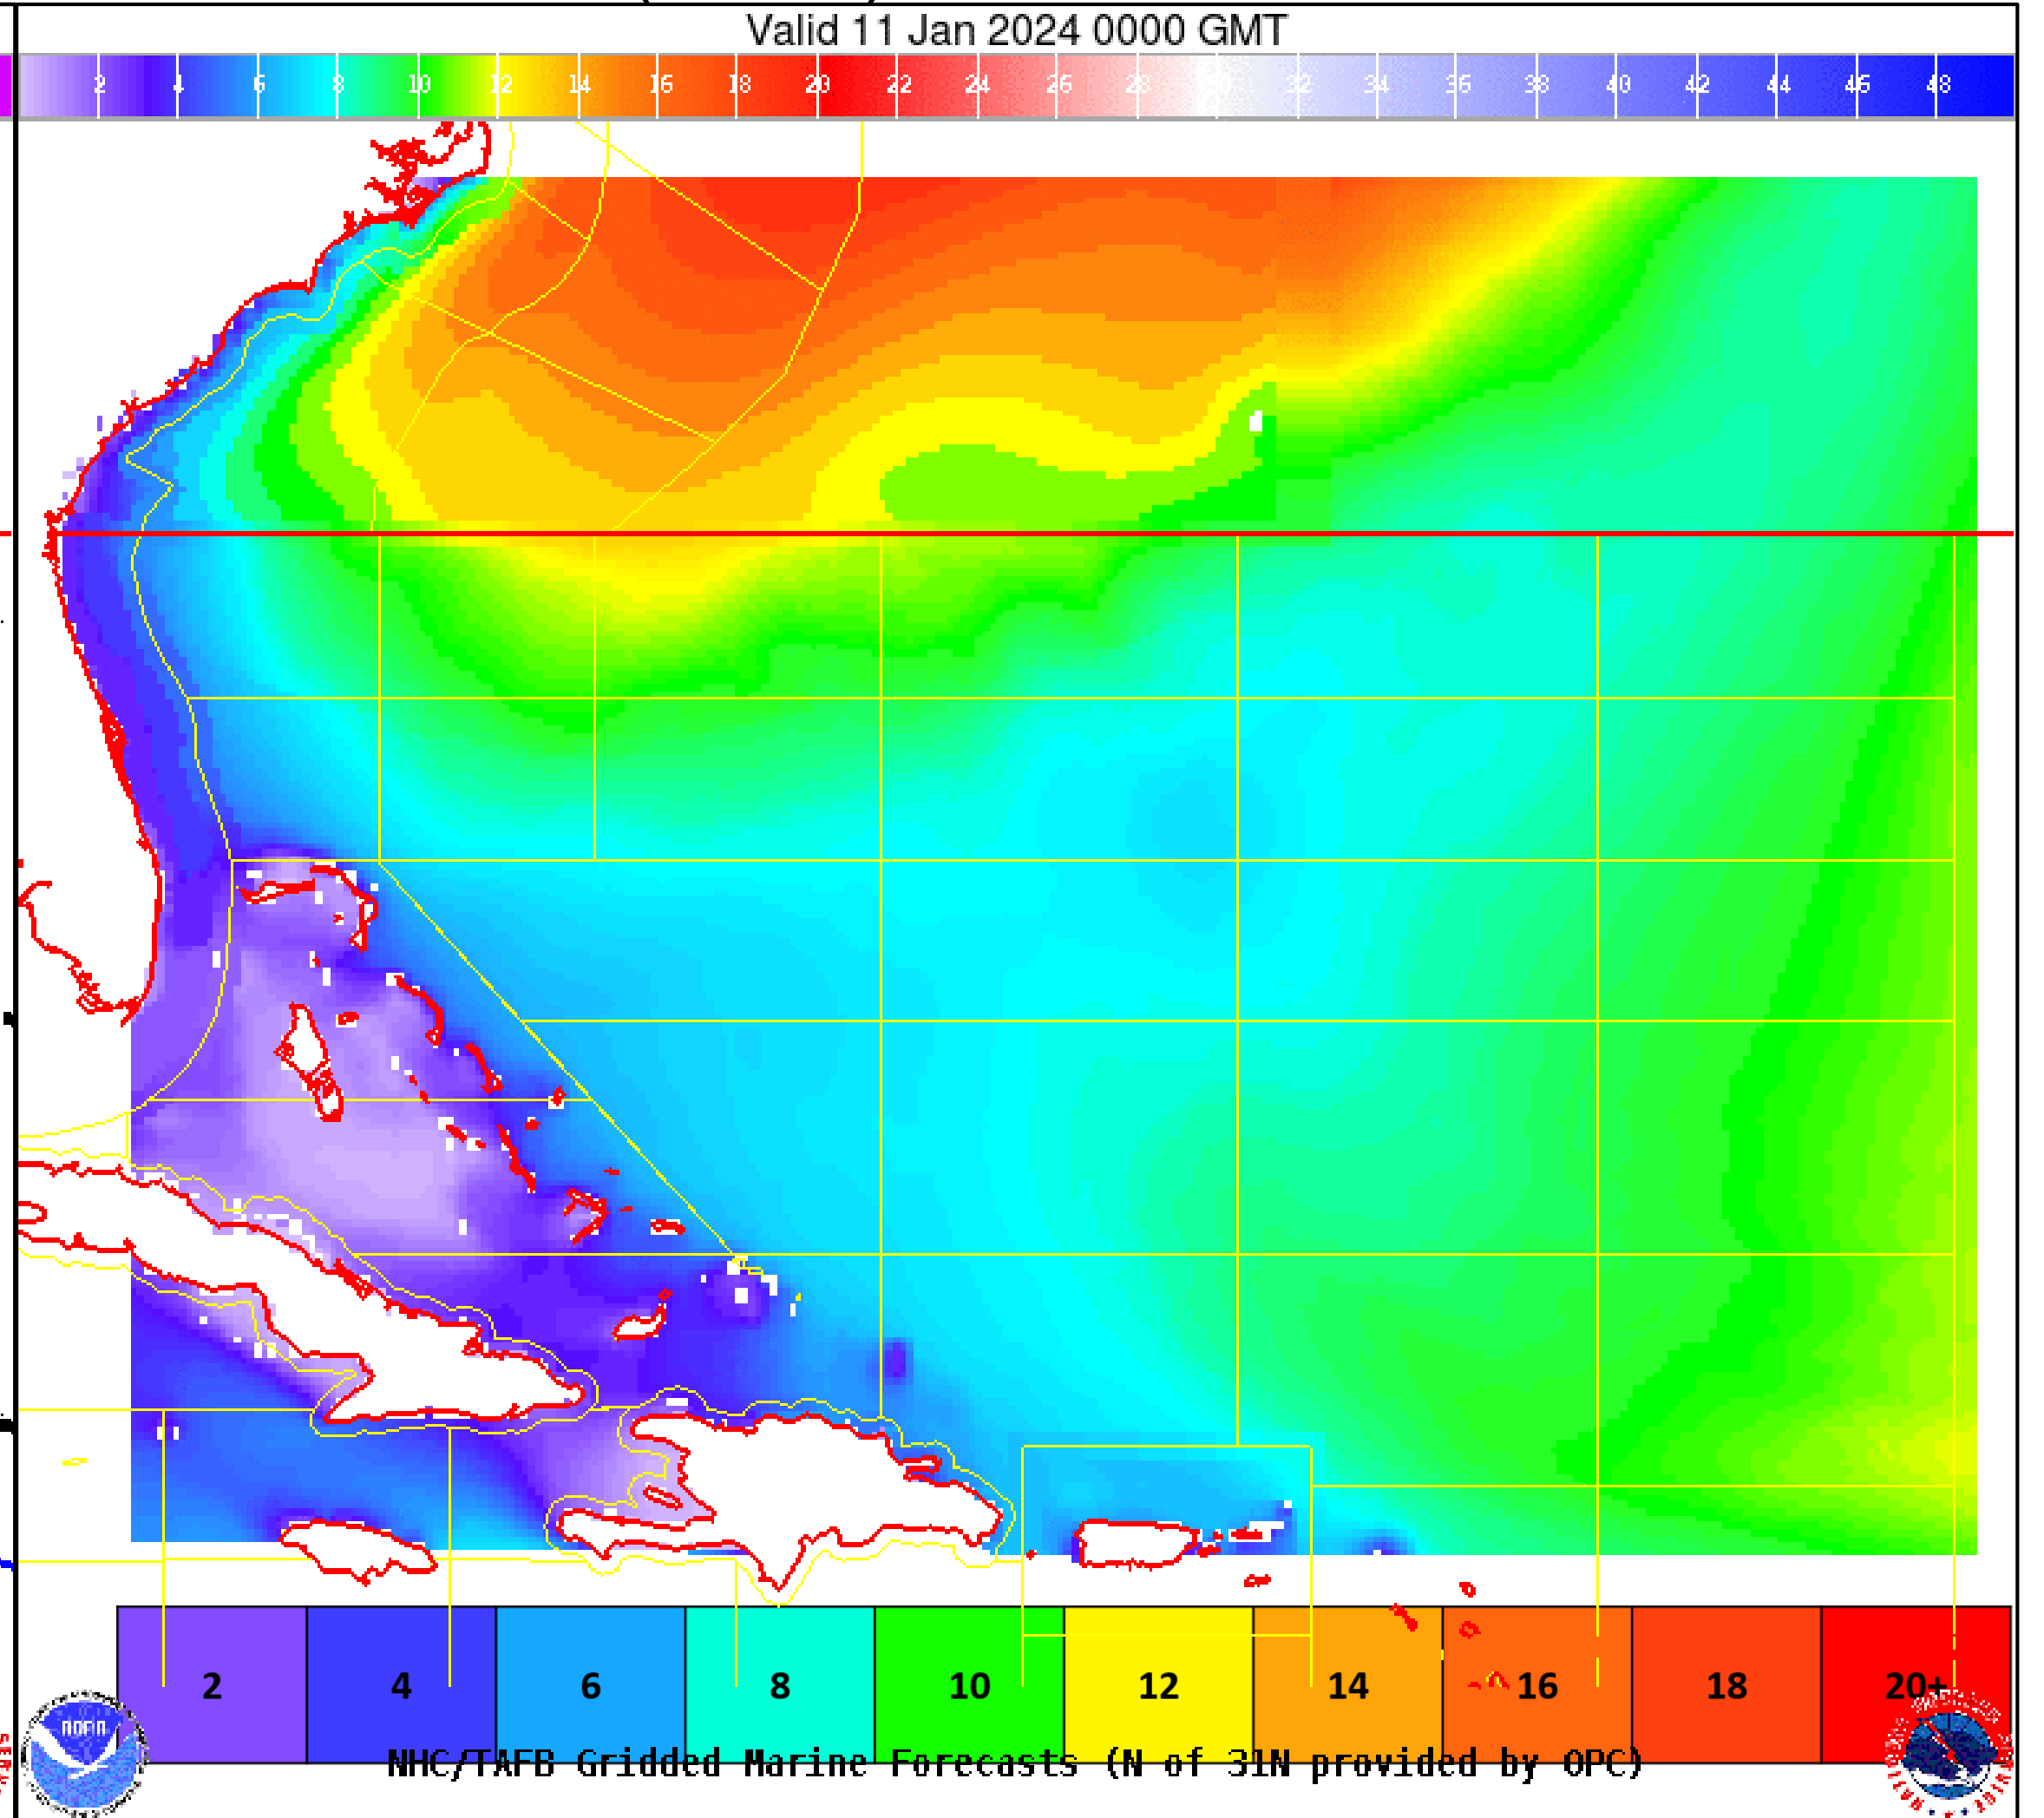 Valid 11 Jan 2024 0000 GMT
2 4 6 8 10 12 14 16 18 20 22 24 26 28 30 32 34 36 38 40 42 44 46 48
2 4 6 8 10 12 14 16 18 20+
NOAA
NHC/TAFB Gridded Marine Forecasts (N of 31N provided by OPC)